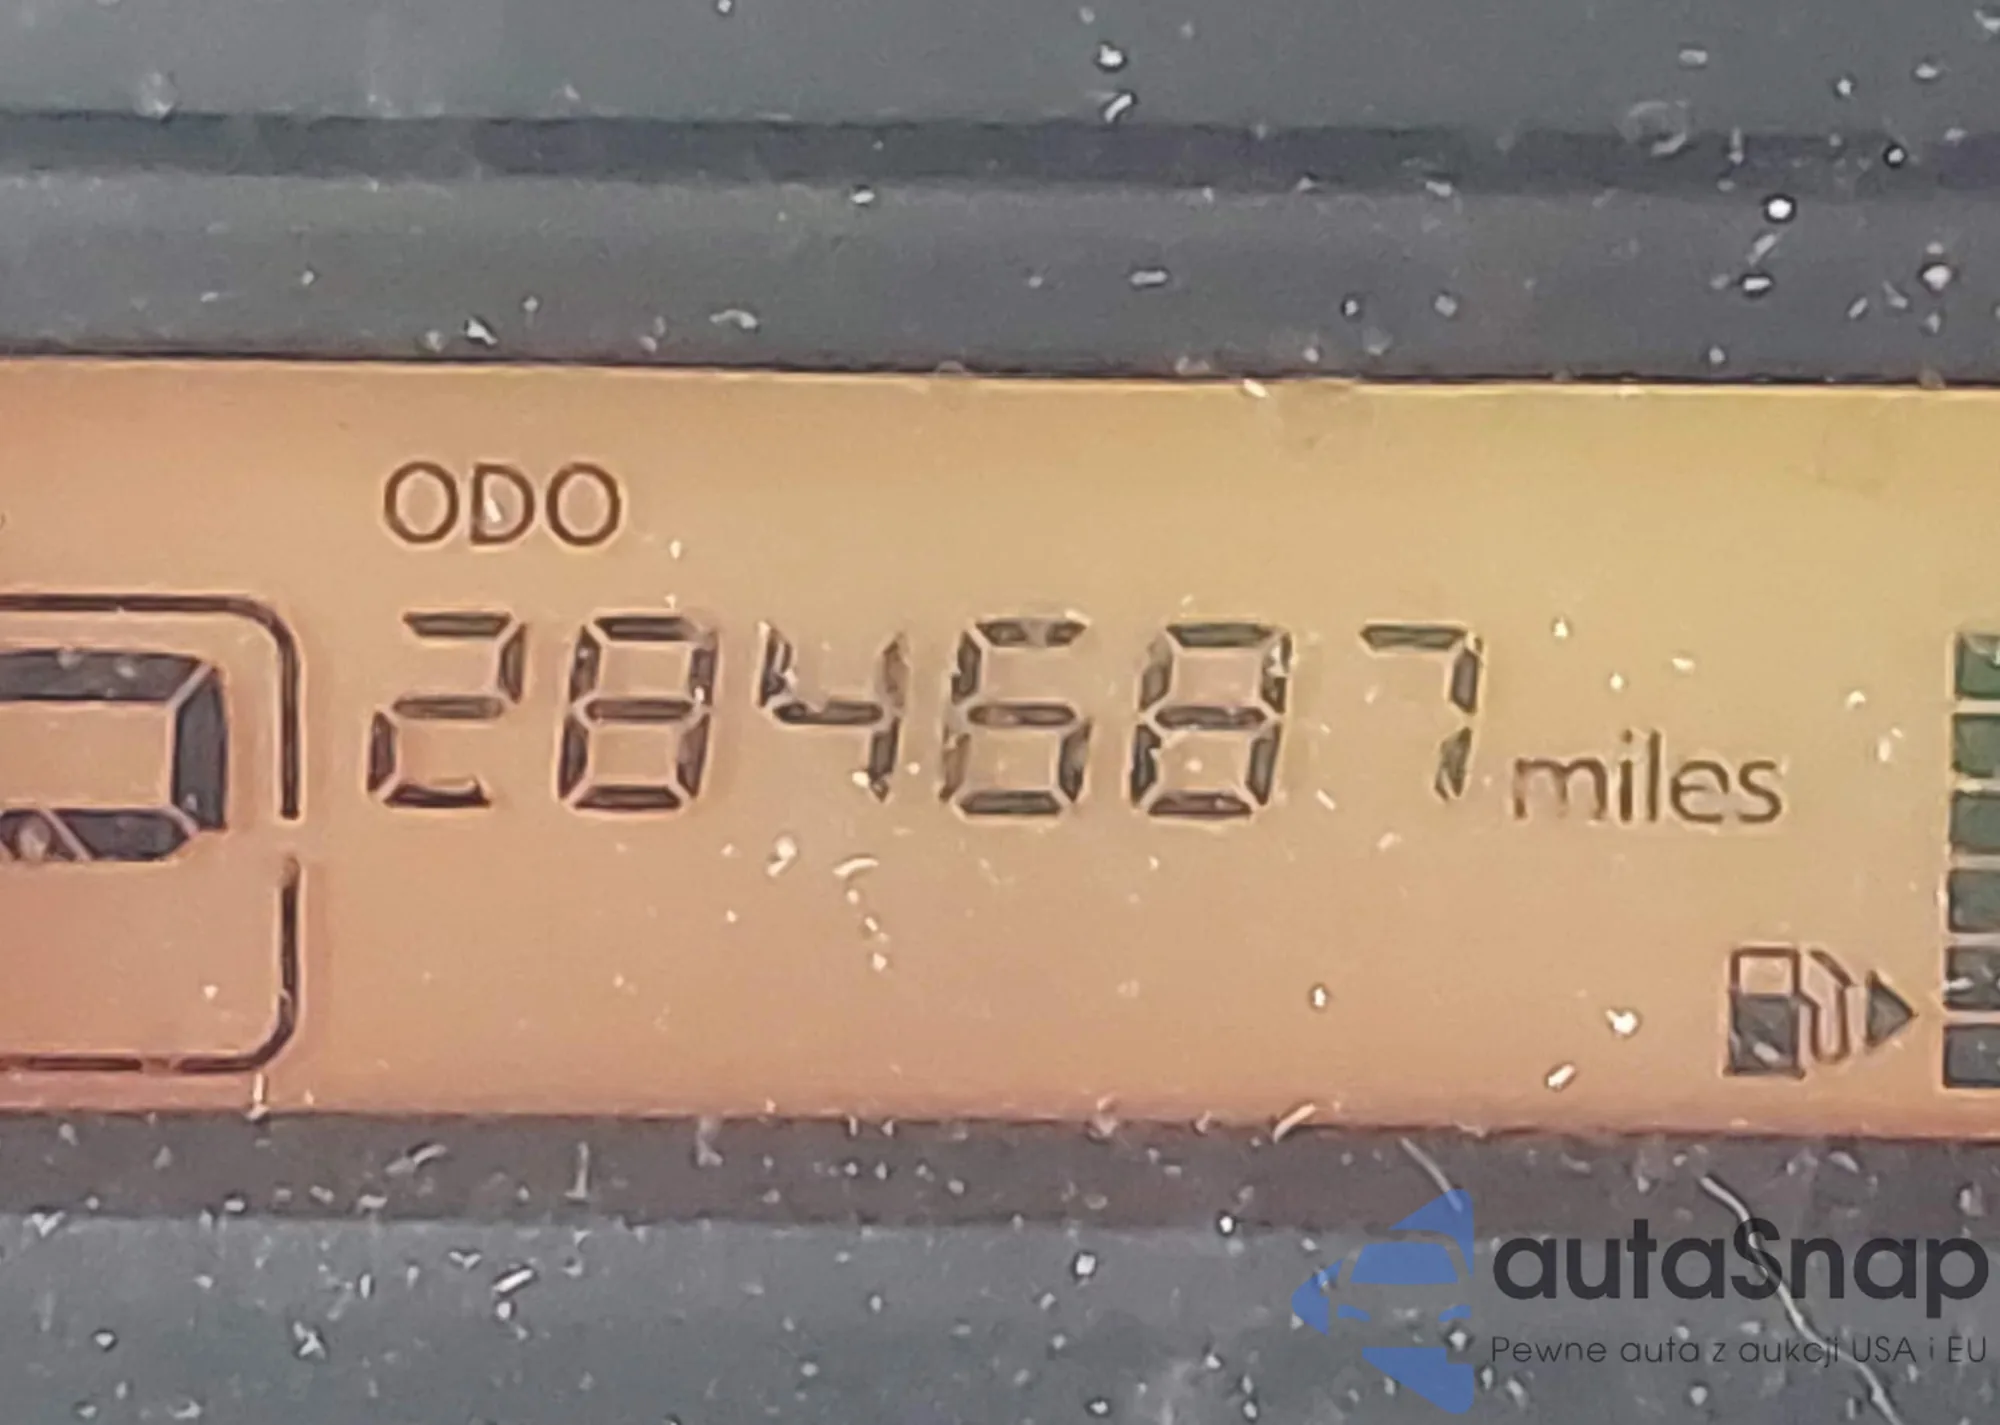 ODO
284687 miles
autaSnap
Pewne auta z aukcji USA i EU